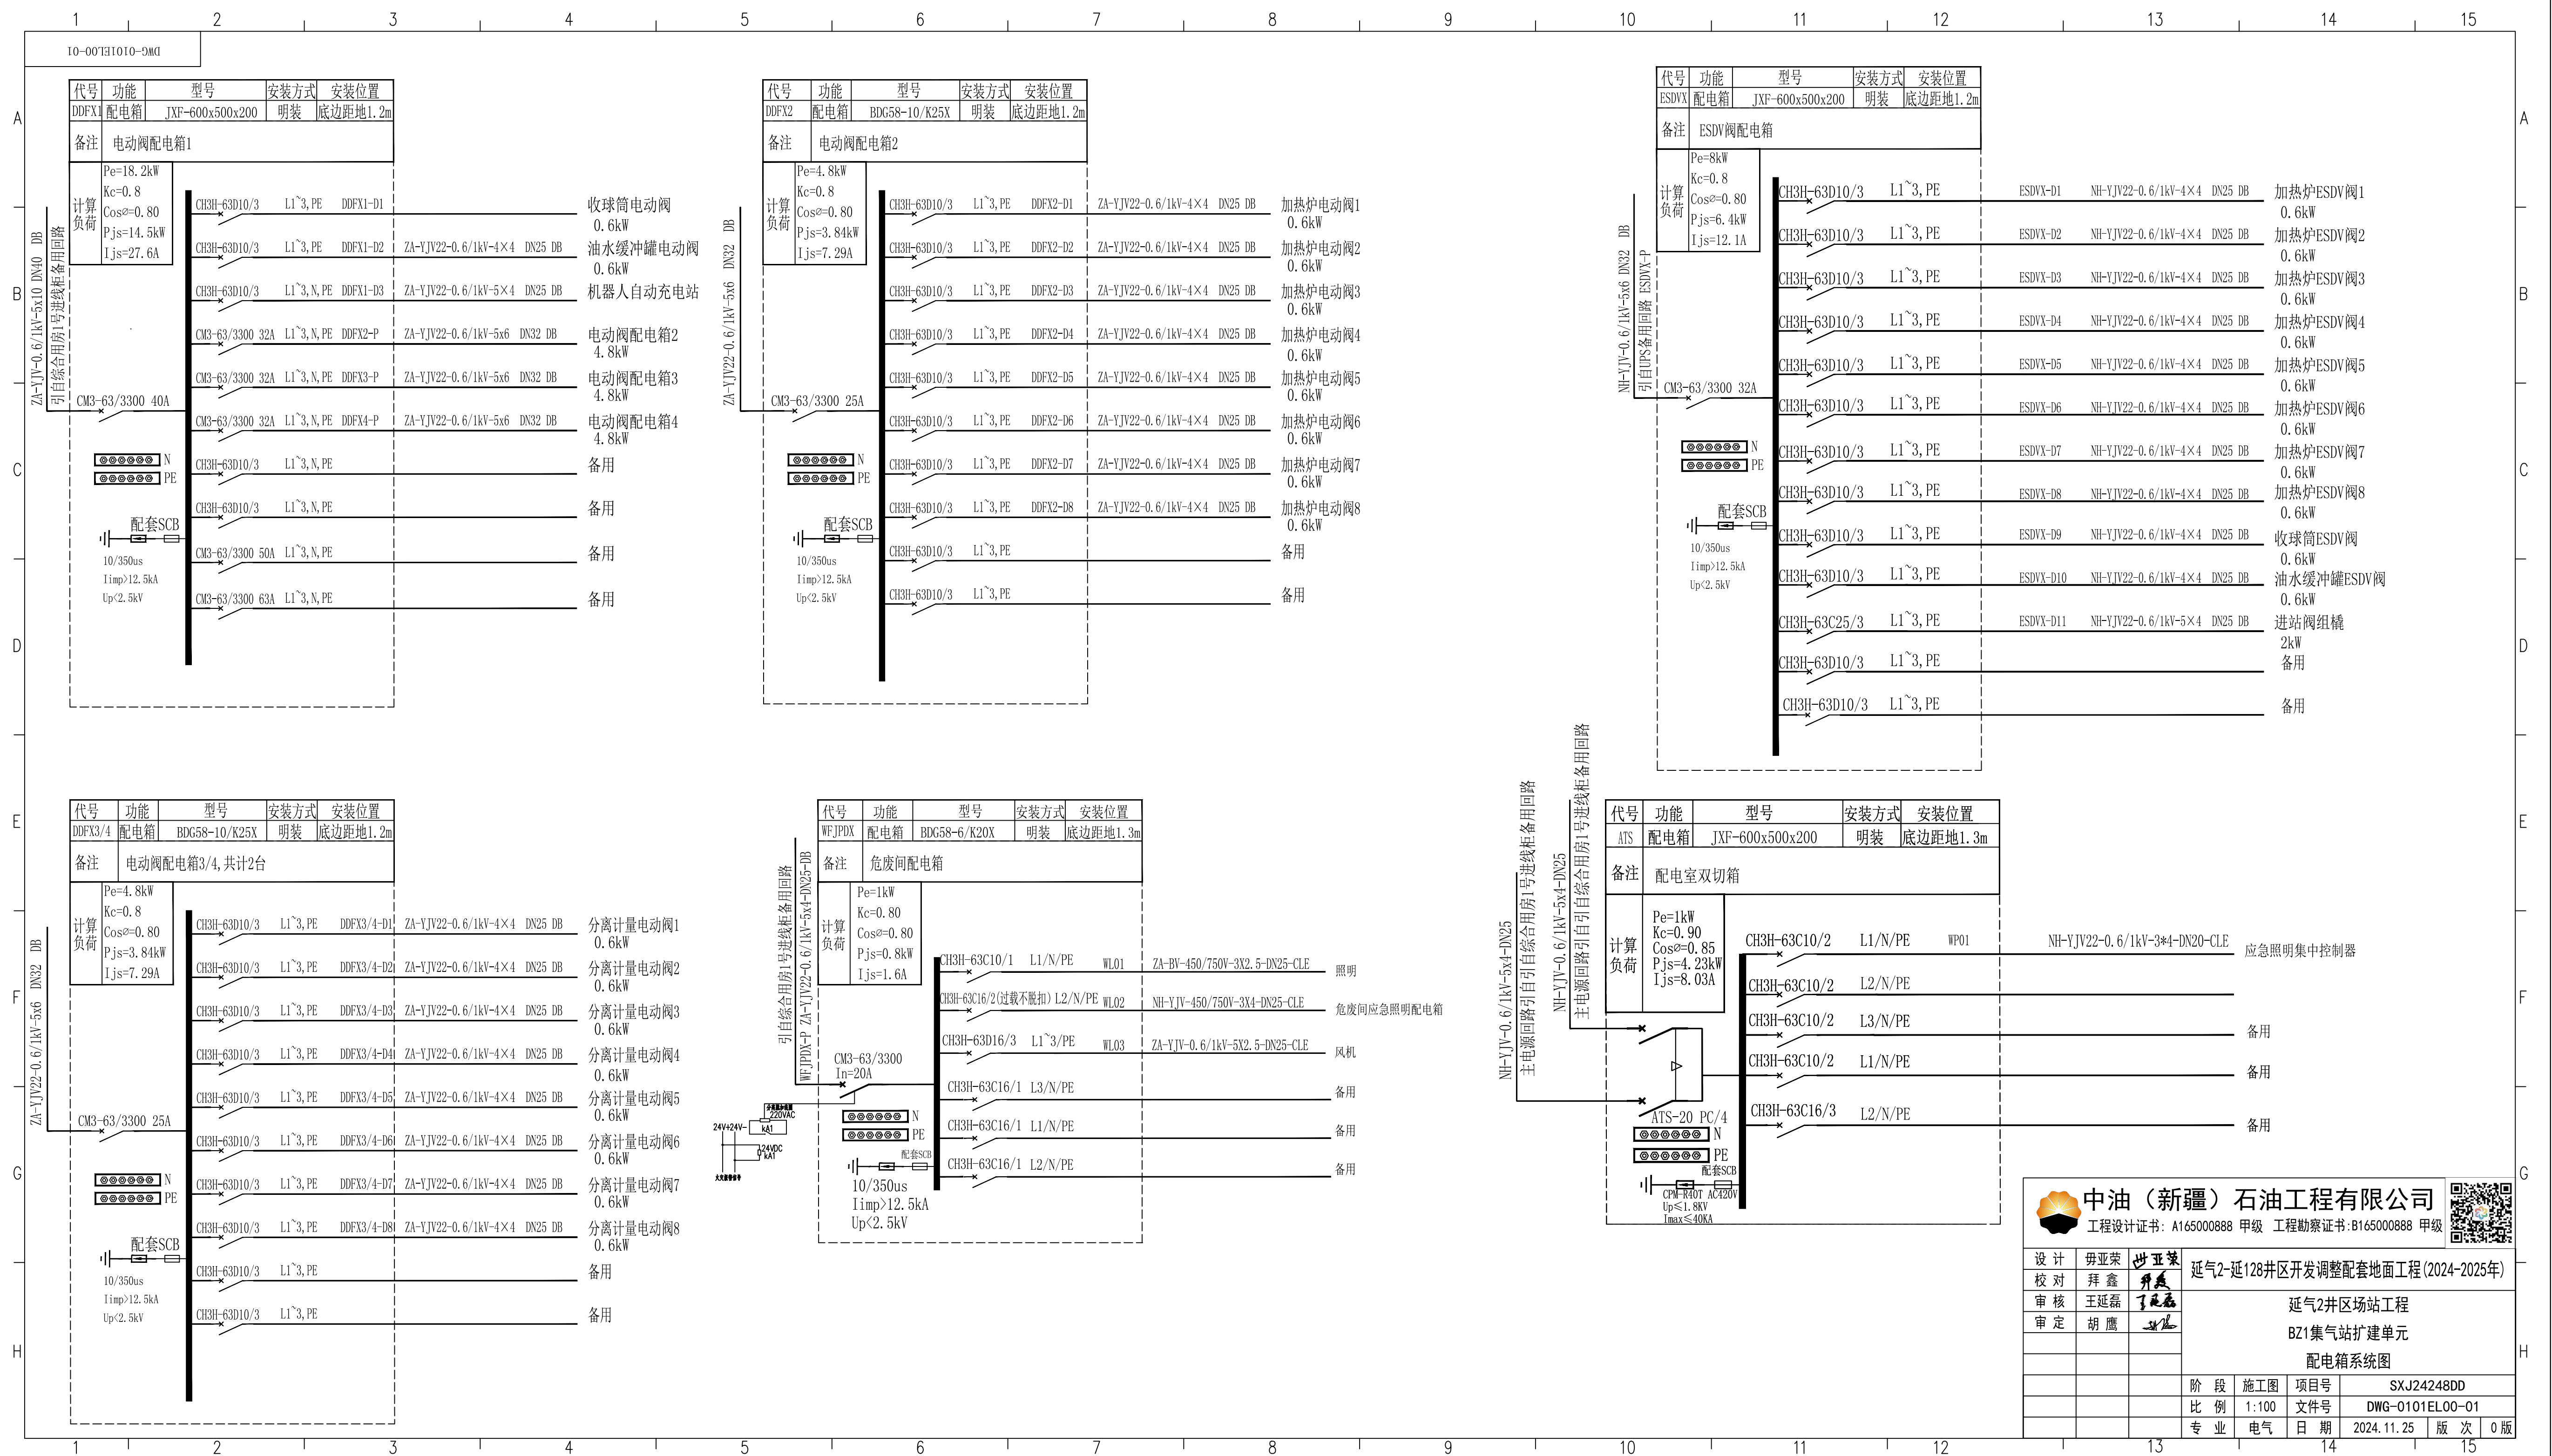 DWG-0101EL00-01
代号 功能 型号 安装方式 安装位置
DDFX1 配电箱 JXF-600x500x200 明装 底边距地1.2m
备注 电动阀配电箱1
计算负荷
Pe=18.2kW
Kc=0.8
Cosø=0.80
Pjs=14.5kW
Ijs=27.6A
ZA-YJV-0.6/1kV-5x10 DN40 DB
引自综合用房1号进线柜备用回路
CM3-63/3300 40A
N
PE
配套SCB
10/350us
Iimp>12.5kA
Up<2.5kV
CH3H-63D10/3 L1~3,PE DDFX1-D1 收球筒电动阀
0.6kW
CH3H-63D10/3 L1~3,PE DDFX1-D2 ZA-YJV22-0.6/1kV-4×4 DN25 DB 油水缓冲罐电动阀
0.6kW
CH3H-63D10/3 L1~3,N,PE DDFX1-D3 ZA-YJV22-0.6/1kV-5×4 DN25 DB 机器人自动充电站
CM3-63/3300 32A L1~3,N,PE DDFX2-P ZA-YJV22-0.6/1kV-5x6 DN32 DB 电动阀配电箱2
4.8kW
CM3-63/3300 32A L1~3,N,PE DDFX3-P ZA-YJV22-0.6/1kV-5x6 DN32 DB 电动阀配电箱3
4.8kW
CM3-63/3300 32A L1~3,N,PE DDFX4-P ZA-YJV22-0.6/1kV-5x6 DN32 DB 电动阀配电箱4
4.8kW
CH3H-63D10/3 L1~3,N,PE 备用
CH3H-63D10/3 L1~3,N,PE 备用
CM3-63/3300 50A L1~3,N,PE 备用
CM3-63/3300 63A L1~3,N,PE 备用
代号 功能 型号 安装方式 安装位置
DDFX2 配电箱 BDG58-10/K25X 明装 底边距地1.2m
备注 电动阀配电箱2
计算负荷
Pe=4.8kW
Kc=0.8
Cosø=0.80
Pjs=3.84kW
Ijs=7.29A
ZA-YJV22-0.6/1kV-5x6 DN32 DB
CM3-63/3300 25A
N
PE
配套SCB
10/350us
Iimp>12.5kA
Up<2.5kV
CH3H-63D10/3 L1~3,PE DDFX2-D1 ZA-YJV22-0.6/1kV-4×4 DN25 DB 加热炉电动阀1
0.6kW
CH3H-63D10/3 L1~3,PE DDFX2-D2 ZA-YJV22-0.6/1kV-4×4 DN25 DB 加热炉电动阀2
0.6kW
CH3H-63D10/3 L1~3,PE DDFX2-D3 ZA-YJV22-0.6/1kV-4×4 DN25 DB 加热炉电动阀3
0.6kW
CH3H-63D10/3 L1~3,PE DDFX2-D4 ZA-YJV22-0.6/1kV-4×4 DN25 DB 加热炉电动阀4
0.6kW
CH3H-63D10/3 L1~3,PE DDFX2-D5 ZA-YJV22-0.6/1kV-4×4 DN25 DB 加热炉电动阀5
0.6kW
CH3H-63D10/3 L1~3,PE DDFX2-D6 ZA-YJV22-0.6/1kV-4×4 DN25 DB 加热炉电动阀6
0.6kW
CH3H-63D10/3 L1~3,PE DDFX2-D7 ZA-YJV22-0.6/1kV-4×4 DN25 DB 加热炉电动阀7
0.6kW
CH3H-63D10/3 L1~3,PE DDFX2-D8 ZA-YJV22-0.6/1kV-4×4 DN25 DB 加热炉电动阀8
0.6kW
CH3H-63D10/3 L1~3,PE 备用
CH3H-63D10/3 L1~3,PE 备用
代号 功能 型号 安装方式 安装位置
ESDVX 配电箱 JXF-600x500x200 明装 底边距地1.2m
备注 ESDV阀配电箱
计算负荷
Pe=8kW
Kc=0.8
Cosø=0.80
Pjs=6.4kW
Ijs=12.1A
NH-YJV-0.6/1kV-5x6 DN32 DB
引自UPS备用回路 ESDVX-P
CM3-63/3300 32A
N
PE
配套SCB
10/350us
Iimp>12.5kA
Up<2.5kV
CH3H-63D10/3 L1~3,PE ESDVX-D1 NH-YJV22-0.6/1kV-4×4 DN25 DB 加热炉ESDV阀1
0.6kW
CH3H-63D10/3 L1~3,PE ESDVX-D2 NH-YJV22-0.6/1kV-4×4 DN25 DB 加热炉ESDV阀2
0.6kW
CH3H-63D10/3 L1~3,PE ESDVX-D3 NH-YJV22-0.6/1kV-4×4 DN25 DB 加热炉ESDV阀3
0.6kW
CH3H-63D10/3 L1~3,PE ESDVX-D4 NH-YJV22-0.6/1kV-4×4 DN25 DB 加热炉ESDV阀4
0.6kW
CH3H-63D10/3 L1~3,PE ESDVX-D5 NH-YJV22-0.6/1kV-4×4 DN25 DB 加热炉ESDV阀5
0.6kW
CH3H-63D10/3 L1~3,PE ESDVX-D6 NH-YJV22-0.6/1kV-4×4 DN25 DB 加热炉ESDV阀6
0.6kW
CH3H-63D10/3 L1~3,PE ESDVX-D7 NH-YJV22-0.6/1kV-4×4 DN25 DB 加热炉ESDV阀7
0.6kW
CH3H-63D10/3 L1~3,PE ESDVX-D8 NH-YJV22-0.6/1kV-4×4 DN25 DB 加热炉ESDV阀8
0.6kW
CH3H-63D10/3 L1~3,PE ESDVX-D9 NH-YJV22-0.6/1kV-4×4 DN25 DB 收球筒ESDV阀
0.6kW
CH3H-63D10/3 L1~3,PE ESDVX-D10 NH-YJV22-0.6/1kV-4×4 DN25 DB 油水缓冲罐ESDV阀
0.6kW
CH3H-63C25/3 L1~3,PE ESDVX-D11 NH-YJV22-0.6/1kV-5×4 DN25 DB 进站阀组橇
2kW
CH3H-63D10/3 L1~3,PE 备用
CH3H-63D10/3 L1~3,PE 备用
代号 功能 型号 安装方式 安装位置
DDFX3/4 配电箱 BDG58-10/K25X 明装 底边距地1.2m
备注 电动阀配电箱3/4,共计2台
计算负荷
Pe=4.8kW
Kc=0.8
Cosø=0.80
Pjs=3.84kW
Ijs=7.29A
ZA-YJV22-0.6/1kV-5x6 DN32 DB
CM3-63/3300 25A
N
PE
配套SCB
10/350us
Iimp>12.5kA
Up<2.5kV
CH3H-63D10/3 L1~3,PE DDFX3/4-D1 ZA-YJV22-0.6/1kV-4×4 DN25 DB 分离计量电动阀1
0.6kW
CH3H-63D10/3 L1~3,PE DDFX3/4-D2 ZA-YJV22-0.6/1kV-4×4 DN25 DB 分离计量电动阀2
0.6kW
CH3H-63D10/3 L1~3,PE DDFX3/4-D3 ZA-YJV22-0.6/1kV-4×4 DN25 DB 分离计量电动阀3
0.6kW
CH3H-63D10/3 L1~3,PE DDFX3/4-D4 ZA-YJV22-0.6/1kV-4×4 DN25 DB 分离计量电动阀4
0.6kW
CH3H-63D10/3 L1~3,PE DDFX3/4-D5 ZA-YJV22-0.6/1kV-4×4 DN25 DB 分离计量电动阀5
0.6kW
CH3H-63D10/3 L1~3,PE DDFX3/4-D6 ZA-YJV22-0.6/1kV-4×4 DN25 DB 分离计量电动阀6
0.6kW
CH3H-63D10/3 L1~3,PE DDFX3/4-D7 ZA-YJV22-0.6/1kV-4×4 DN25 DB 分离计量电动阀7
0.6kW
CH3H-63D10/3 L1~3,PE DDFX3/4-D8 ZA-YJV22-0.6/1kV-4×4 DN25 DB 分离计量电动阀8
0.6kW
CH3H-63D10/3 L1~3,PE 备用
CH3H-63D10/3 L1~3,PE 备用
代号 功能 型号 安装方式 安装位置
WFJPDX 配电箱 BDG58-6/K20X 明装 底边距地1.3m
备注 危废间配电箱
计算负荷
Pe=1kW
Kc=0.80
Cosø=0.80
Pjs=0.8kW
Ijs=1.6A
引自综合用房1号进线柜备用回路
WFJPDX-P ZA-YJV22-0.6/1kV-5x4-DN25-DB
CM3-63/3300
In=20A
220VAC
kA1
24V+24V-
24VDC
kA1
N
PE
配套SCB
10/350us
Iimp>12.5kA
Up<2.5kV
CH3H-63C10/1 L1/N/PE WL01 ZA-BV-450/750V-3X2.5-DN25-CLE 照明
CH3H-63C16/2(过载不脱扣) L2/N/PE WL02 NH-YJV-450/750V-3X4-DN25-CLE 危废间应急照明配电箱
CH3H-63D16/3 L1~3/PE WL03 ZA-YJV-0.6/1kV-5X2.5-DN25-CLE 风机
CH3H-63C16/1 L3/N/PE 备用
CH3H-63C16/1 L1/N/PE 备用
CH3H-63C16/1 L2/N/PE 备用
代号 功能 型号 安装方式 安装位置
ATS 配电箱 JXF-600x500x200 明装 底边距地1.3m
备注 配电室双切箱
计算负荷
Pe=1kW
Kc=0.90
Cosø=0.85
Pjs=4.23kW
Ijs=8.03A
NH-YJV-0.6/1kV-5x4-DN25
主电源回路引自综合用房1号进线柜备用回路
NH-YJV-0.6/1kV-5x4-DN25
主电源回路引自综合用房1号进线柜备用回路
ATS-20 PC/4
N
PE
配套SCB
CPM-R40T AC420V
Up≤1.8KV
Imax≤40KA
CH3H-63C10/2 L1/N/PE WP01 NH-YJV22-0.6/1kV-3*4-DN20-CLE 应急照明集中控制器
CH3H-63C10/2 L2/N/PE
CH3H-63C10/2 L3/N/PE 备用
CH3H-63C10/2 L1/N/PE 备用
CH3H-63C16/3 L2/N/PE 备用
中油（新疆）石油工程有限公司
工程设计证书: A165000888 甲级 工程勘察证书:B165000888 甲级
设计 毋亚荣
校对 拜鑫
审核 王延磊
审定 胡鹰
延气2-延128井区开发调整配套地面工程(2024-2025年)
延气2井区场站工程
BZ1集气站扩建单元
配电箱系统图
阶段 施工图 项目号 SXJ24248DD
比例 1:100 文件号 DWG-0101EL00-01
专业 电气 日期 2024.11.25 版次 0版
1 2 3 4 5 6 7 8 9 10 11 12 13 14 15
A B C D E F G H